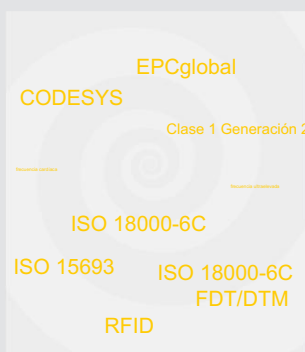 EPCglobal
CODESYS
Clase 1 Generación 2
ISO 18000-6C
ISO 15693
ISO 18000-6C
FDT/DTM
RFID